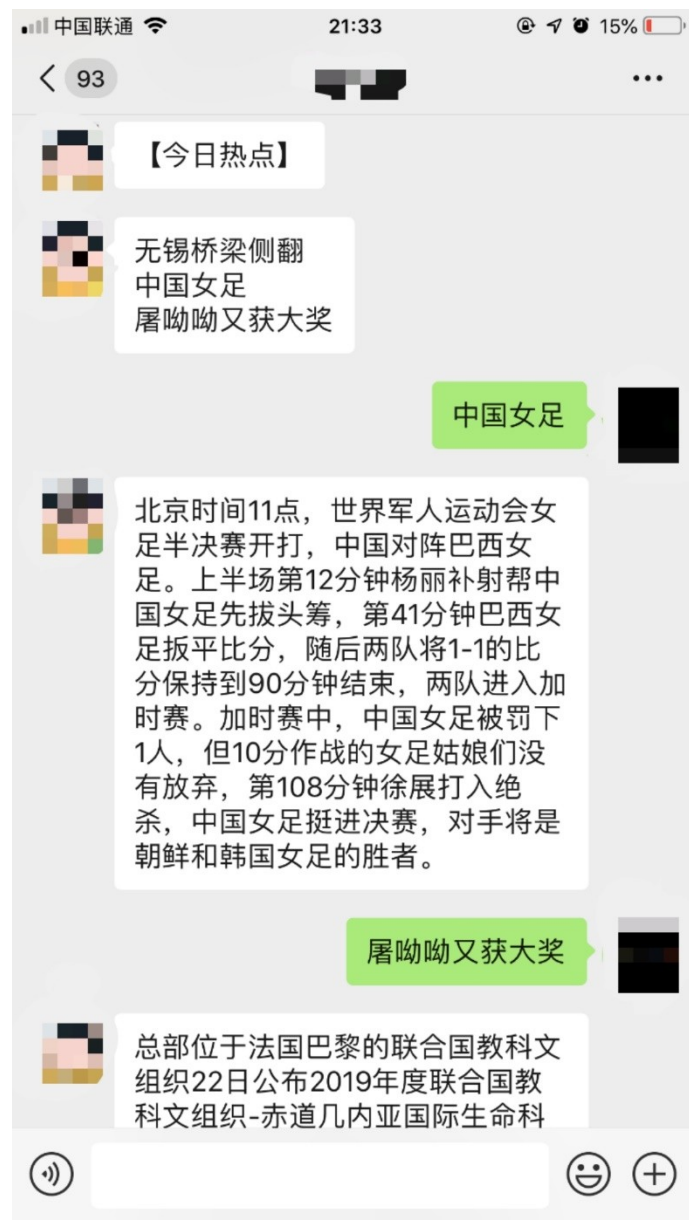 中国联通
21:33
15%
93
【今日热点】
无锡桥梁侧翻
中国女足
屠呦呦又获大奖
中国女足
北京时间11点，世界军人运动会女
足半决赛开打，中国对阵巴西女
足。上半场第12分钟杨丽补射帮中
国女足先拔头筹，第41分钟巴西女
足扳平比分，随后两队将1-1的比
分保持到90分钟结束，两队进入加
时赛。加时赛中，中国女足被罚下
1人，但10分作战的女足姑娘们没
有放弃，第108分钟徐展打入绝
杀，中国女足挺进决赛，对手将是
朝鲜和韩国女足的胜者。
屠呦呦又获大奖
总部位于法国巴黎的联合国教科文
组织22日公布2019年度联合国教
科文组织-赤道几内亚国际生命科